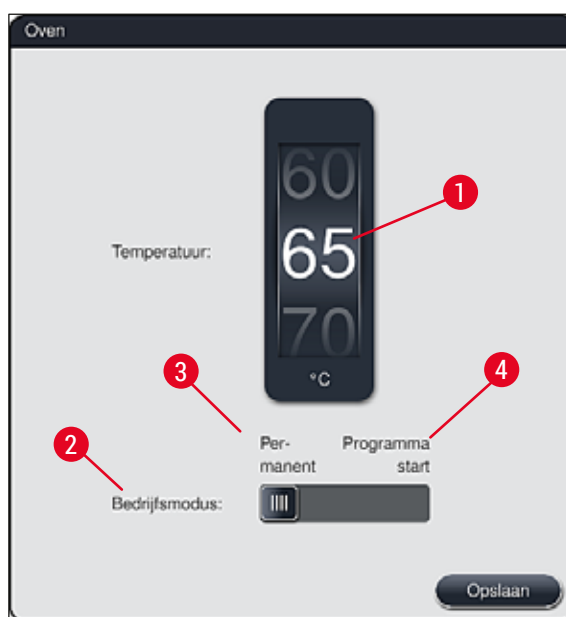 Oven
60
1
Temperatuur:
65
70
°C
3
4
2
Per-
manent
Programma
start
Bedrijfsmodus:
Opslaan